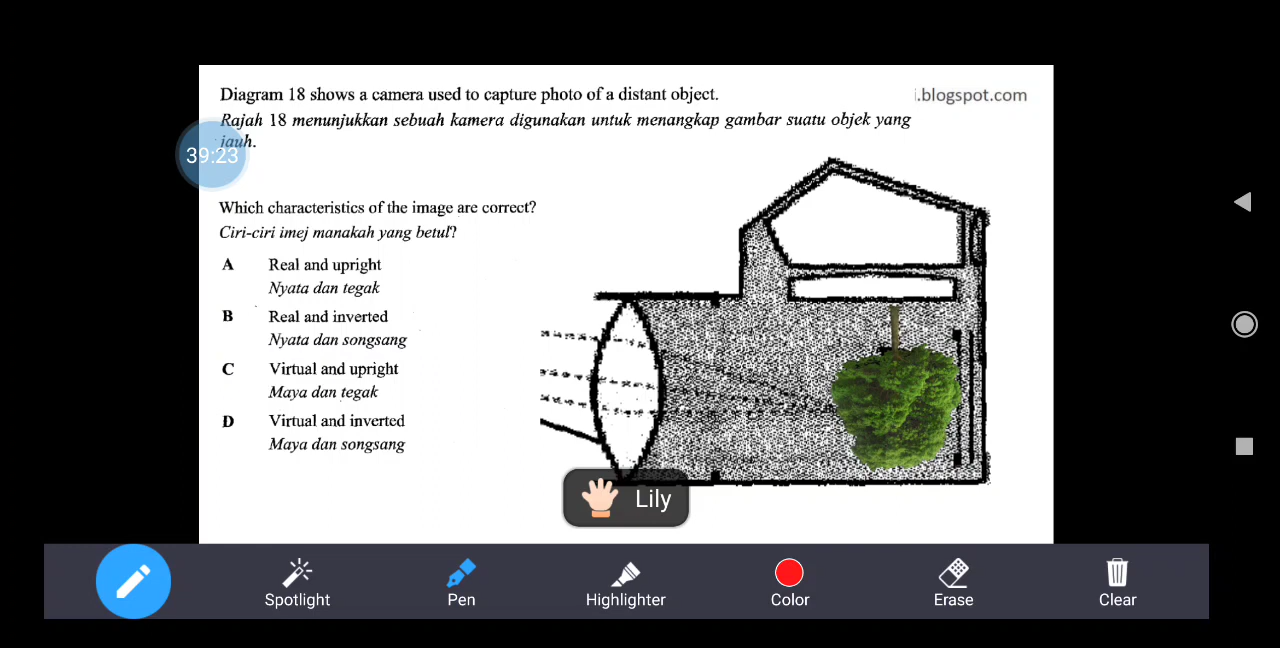 Diagram 18 shows a camera used to capture photo of a distant object.
.blogspot.com
Rajah 18 menunjukkan sebuah kamera digunakan untuk menangkap gambar suatu objek yang
jauh.
39:23
Which characteristics of the image are correct?
Ciri-ciri imej manakah yang betul?
A Real and upright
Nyata dan tegak
B Real and inverted
Nyata dan songsang
C Virtual and upright
Maya dan tegak
D Virtual and inverted
Maya dan songsang
Lily
Spotlight Pen Highlighter Color Erase Clear